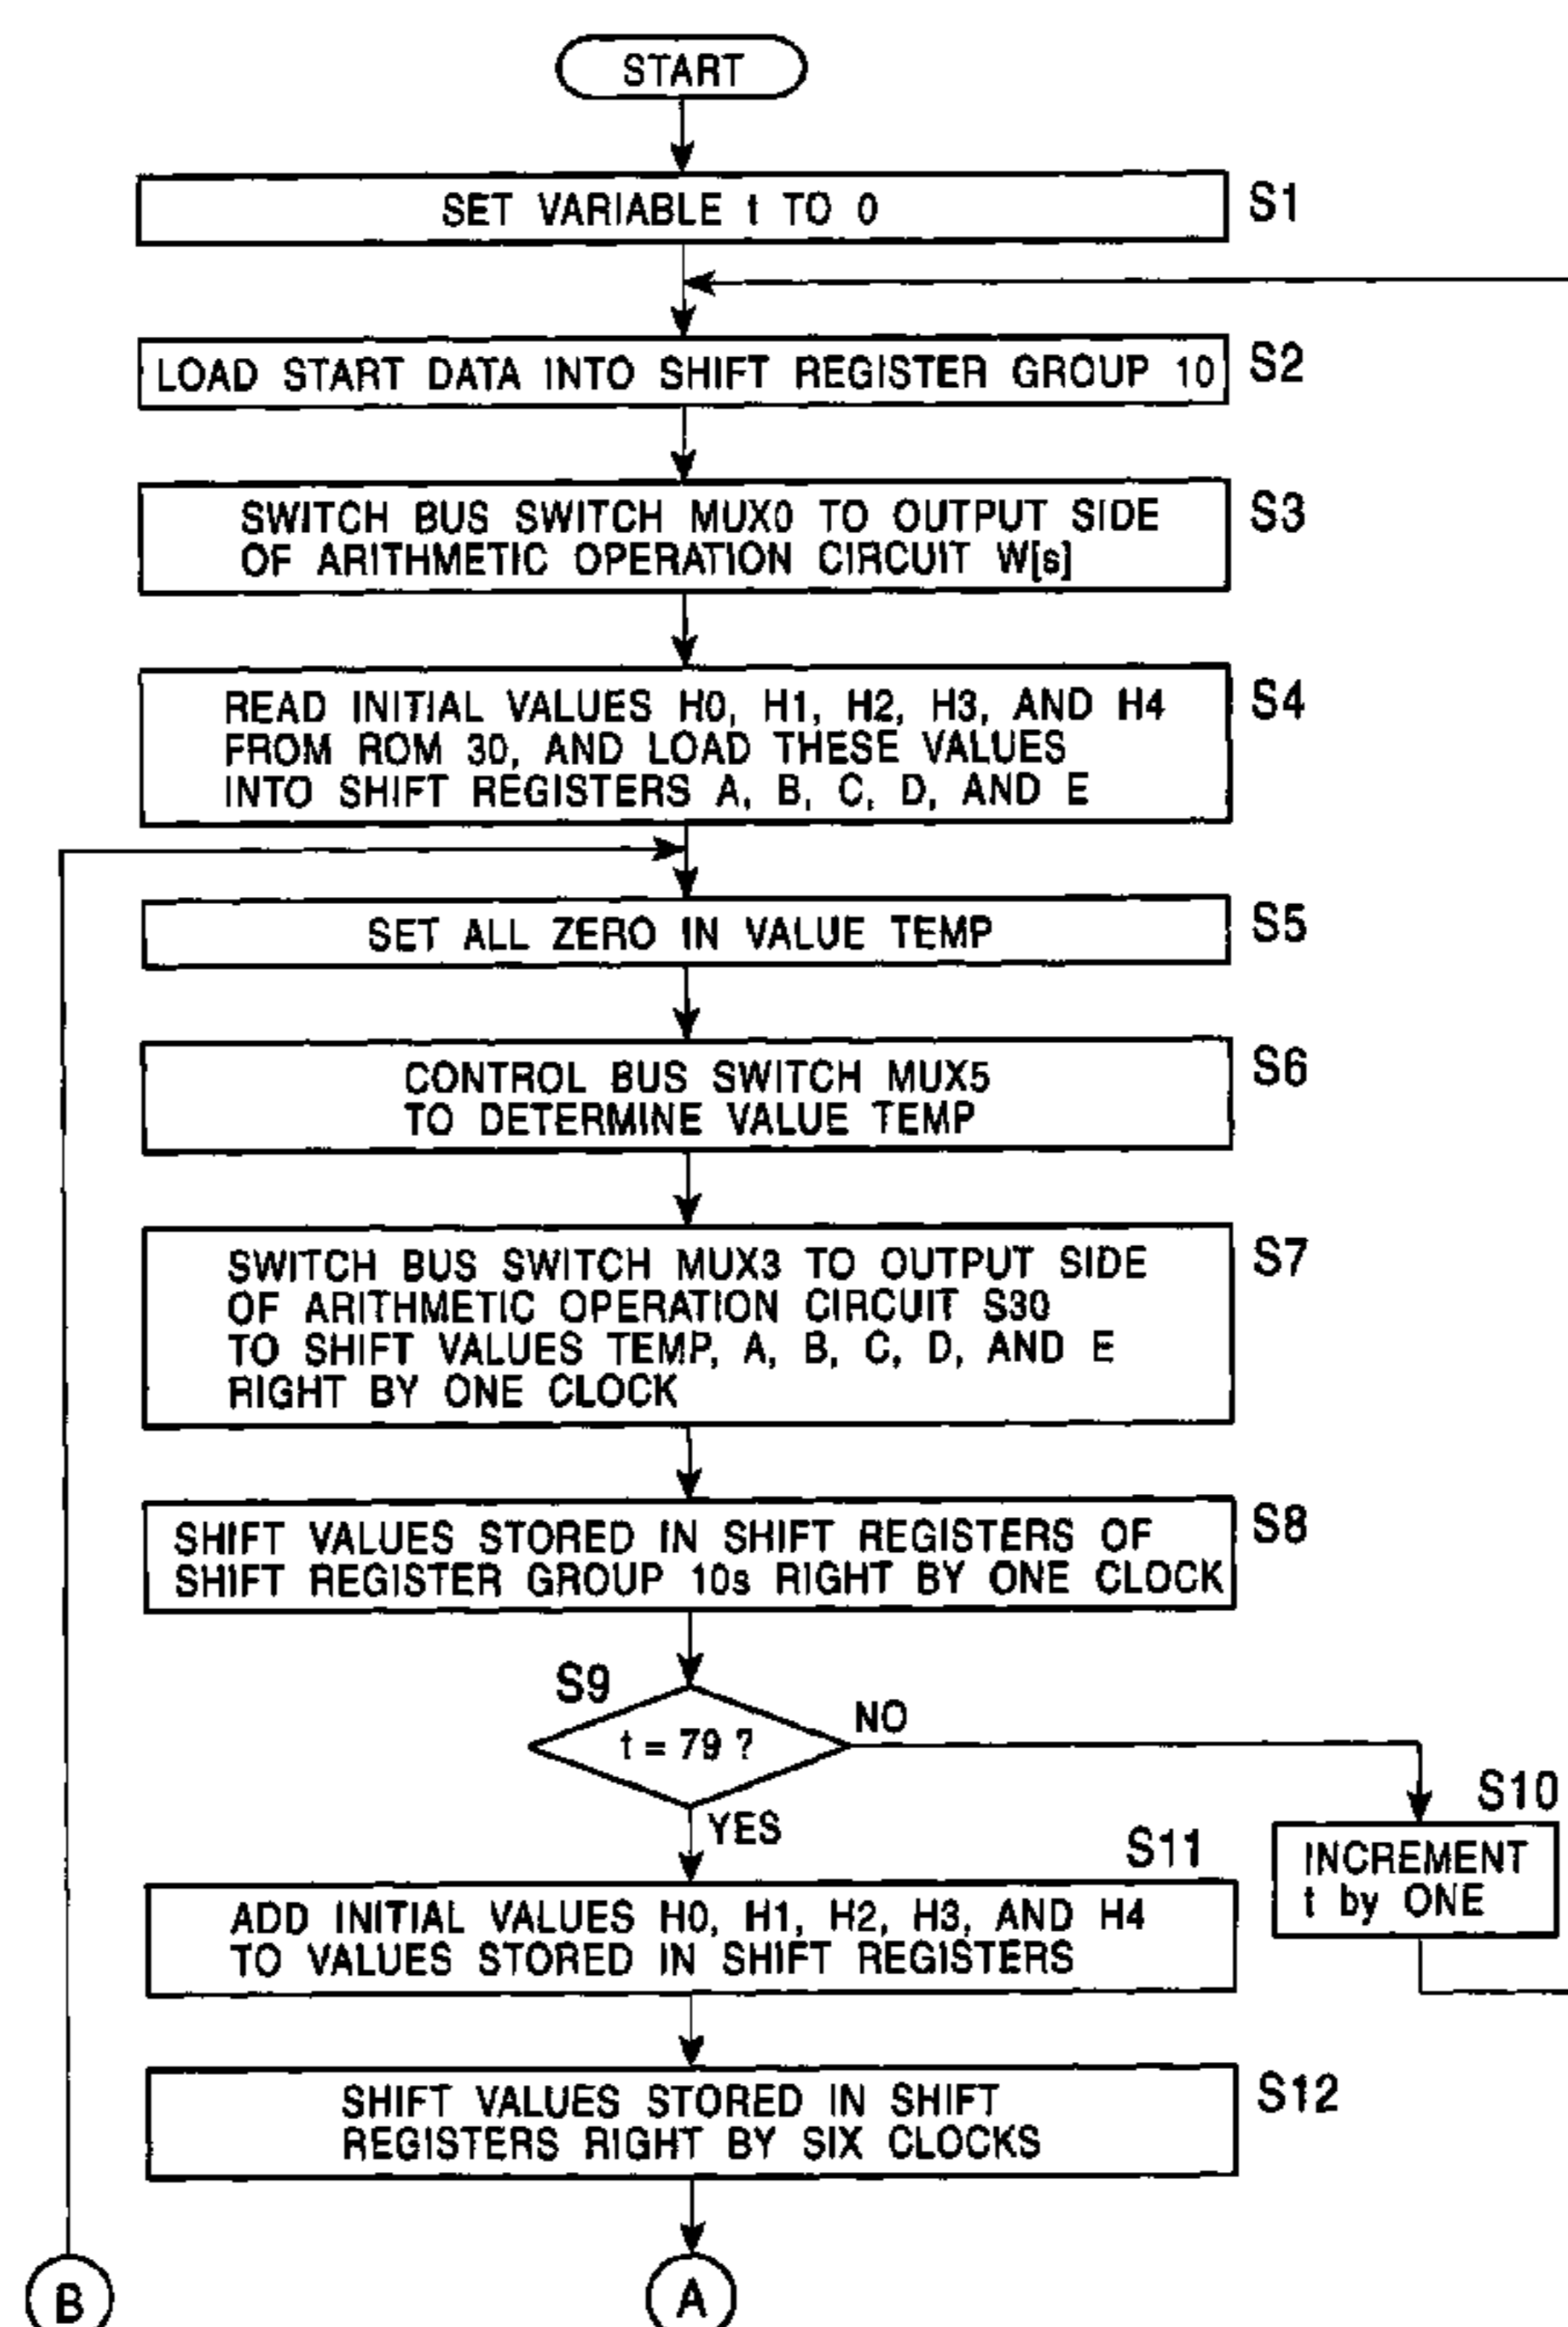 START
SET VARIABLE t TO 0
S1
LOAD START DATA INTO SHIFT REGISTER GROUP 10
S2
SWITCH BUS SWITCH MUX0 TO OUTPUT SIDE
OF ARITHMETIC OPERATION CIRCUIT W[s]
S3
READ INITIAL VALUES H0, H1, H2, H3, AND H4
FROM ROM 30, AND LOAD THESE VALUES
INTO SHIFT REGISTERS A, B, C, D, AND E
S4
SET ALL ZERO IN VALUE TEMP
S5
CONTROL BUS SWITCH MUX5
TO DETERMINE VALUE TEMP
S6
SWITCH BUS SWITCH MUX3 TO OUTPUT SIDE
OF ARITHMETIC OPERATION CIRCUIT S30
TO SHIFT VALUES TEMP, A, B, C, D, AND E
RIGHT BY ONE CLOCK
S7
SHIFT VALUES STORED IN SHIFT REGISTERS OF
SHIFT REGISTER GROUP 10s RIGHT BY ONE CLOCK
S8
S9
t = 79 ?
NO
YES
S10
INCREMENT
t by ONE
S11
ADD INITIAL VALUES H0, H1, H2, H3, AND H4
TO VALUES STORED IN SHIFT REGISTERS
SHIFT VALUES STORED IN SHIFT
REGISTERS RIGHT BY SIX CLOCKS
S12
B
A